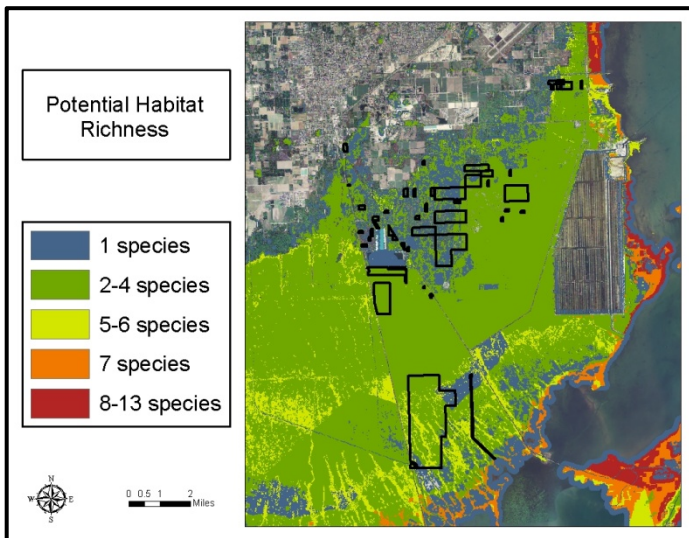 Potential Habitat
Richness
1 species
2-4 species
5-6 species
7 species
8-13 species
N
W E
S
0 0.5 1 2
Miles